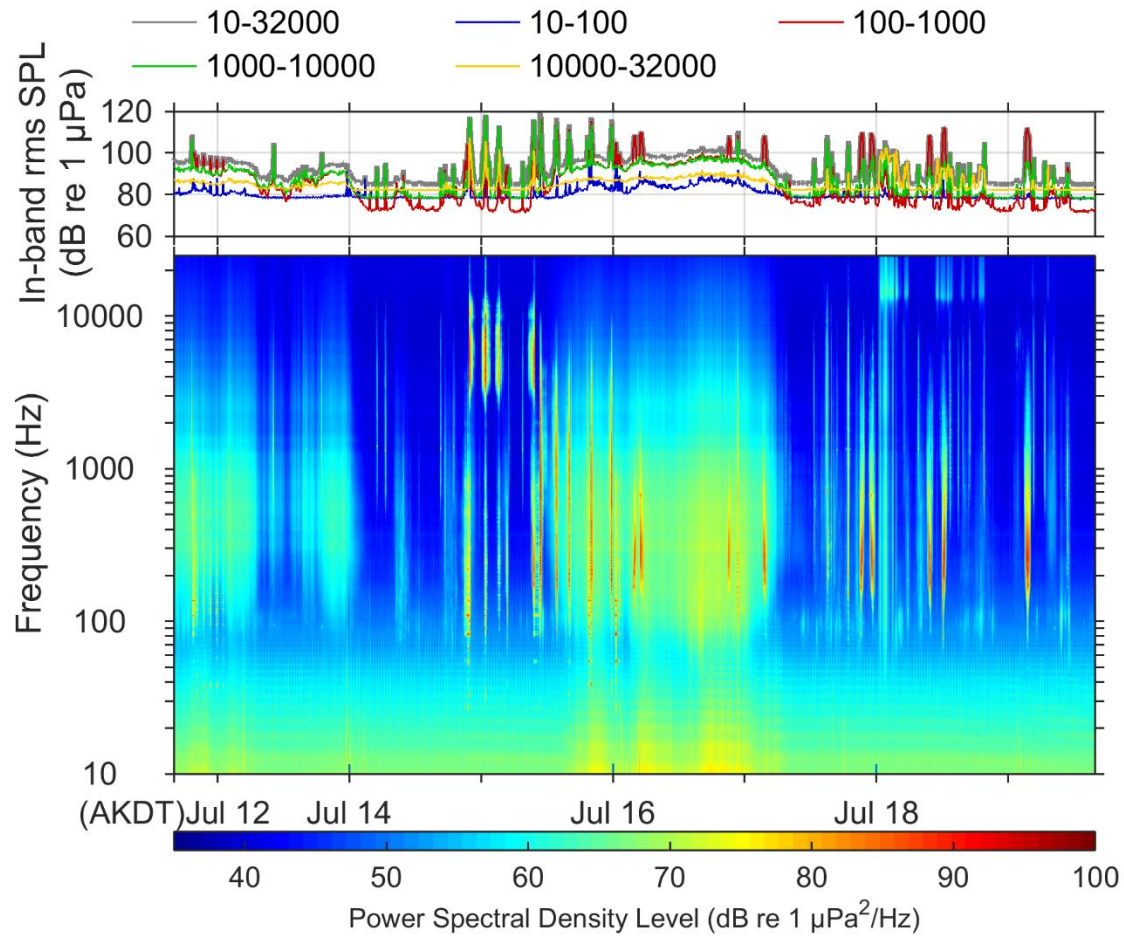 10-32000 10-100 100-1000
1000-10000 10000-32000
In-band rms SPL
(dB re 1 µPa)
120
100
80
60
Frequency (Hz)
10000
1000
100
10
(AKDT) Jul 12 Jul 14 Jul 16 Jul 18
40 50 60 70 80 90 100
Power Spectral Density Level (dB re 1 µPa²/Hz)